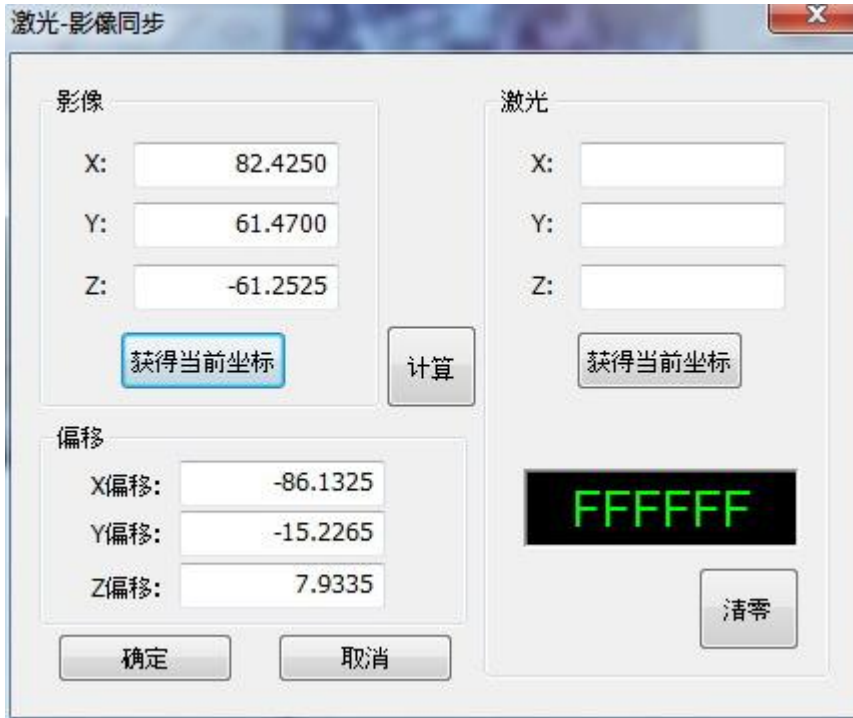 激光-影像同步
影像
X: 82.4250
Y: 61.4700
Z: -61.2525
获得当前坐标
计算
激光
X:
Y:
Z:
获得当前坐标
偏移
X偏移: -86.1325
Y偏移: -15.2265
Z偏移: 7.9335
FFFFFF
清零
确定
取消